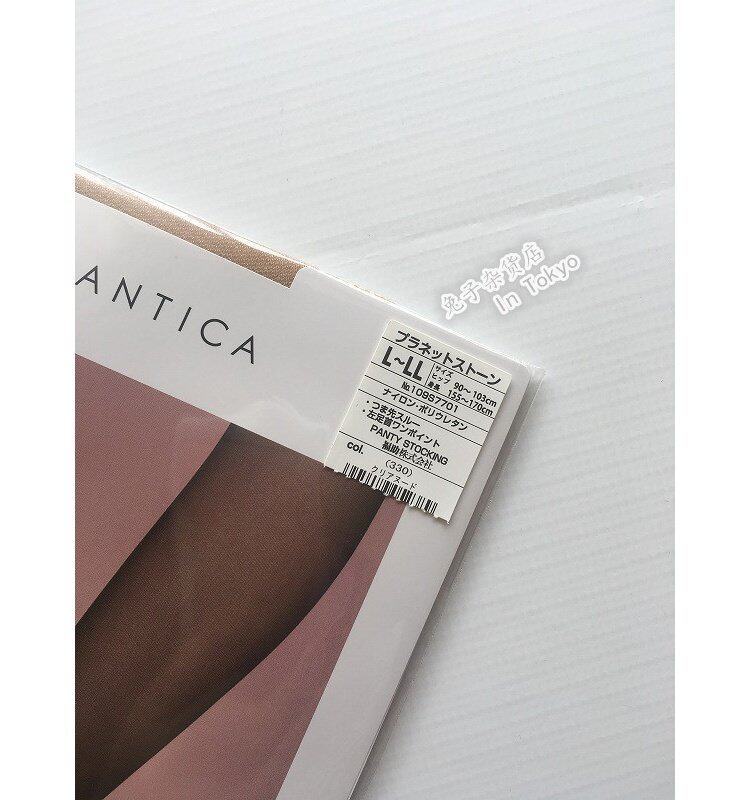 兔子杂货店
In Tokyo
ANTICA
プラネットストーン
L〜LL サイズ
ヒップ 90〜103cm
身長 155〜170cm
No.10987701
ナイロン・ポリウレタン
・つま先スルー
・左足首ワンポイント
PANTY STOCKING
福助株式会社
col. (330)
クリアヌード